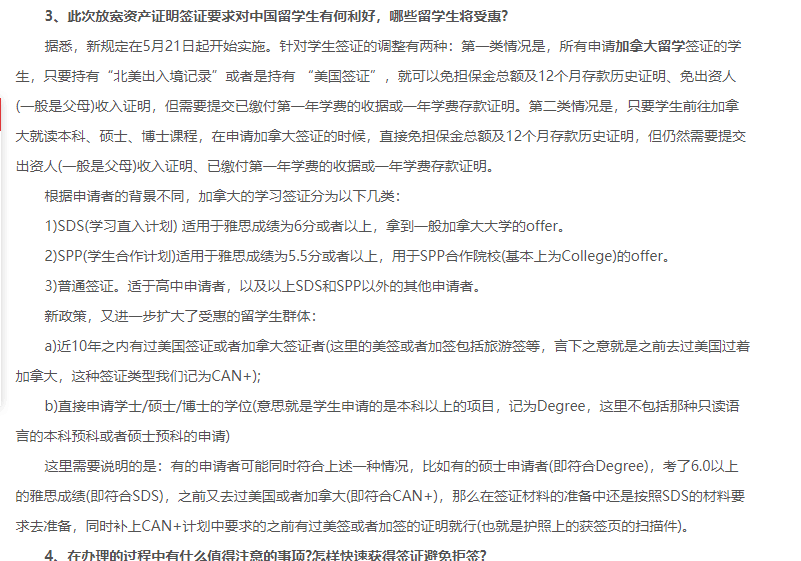 3、此次放宽资产证明签证要求对中国留学生有何利好，哪些留学生将受惠?
据悉，新规定在5月21日起开始实施。针对学生签证的调整有两种：第一类情况是，所有申请加拿大留学签证的学
生，只要持有“北美出入境记录”或者是持有 “美国签证”，就可以免担保金总额及12个月存款历史证明、免出资人
(一般是父母)收入证明，但需要提交已缴付第一年学费的收据或一年学费存款证明。第二类情况是，只要学生前往加拿
大就读本科、硕士、博士课程，在申请加拿大签证的时候，直接免担保金总额及12个月存款历史证明，但仍然需要提交
出资人(一般是父母)收入证明、已缴付第一年学费的收据或一年学费存款证明。
根据申请者的背景不同，加拿大的学习签证分为以下几类：
1)SDS(学习直入计划) 适用于雅思成绩为6分或者以上，拿到一般加拿大大学的offer。
2)SPP(学生合作计划)适用于雅思成绩为5.5分或者以上，用于SPP合作院校(基本上为College)的offer。
3)普通签证。适于高中申请者，以及以上SDS和SPP以外的其他申请者。
新政策，又进一步扩大了受惠的留学生群体：
a)近10年之内有过美国签证或者加拿大签证者(这里的美签或者加签包括旅游签等，言下之意就是之前去过美国过着
加拿大，这种签证类型我们记为CAN+);
b)直接申请学士/硕士/博士的学位(意思就是学生申请的是本科以上的项目，记为Degree，这里不包括那种只读语
言的本科预科或者硕士预科的申请)
这里需要说明的是：有的申请者可能同时符合上述一种情况，比如有的硕士申请者(即符合Degree)，考了6.0以上
的雅思成绩(即符合SDS)，之前又去过美国或者加拿大(即符合CAN+)，那么在签证材料的准备中还是按照SDS的材料要
求去准备，同时补上CAN+计划中要求的之前有过美签或者加签的证明就行(也就是护照上的获签页的扫描件)。
4、在办理的过程中有什么值得注意的事项?怎样快速获得签证避免拒签?